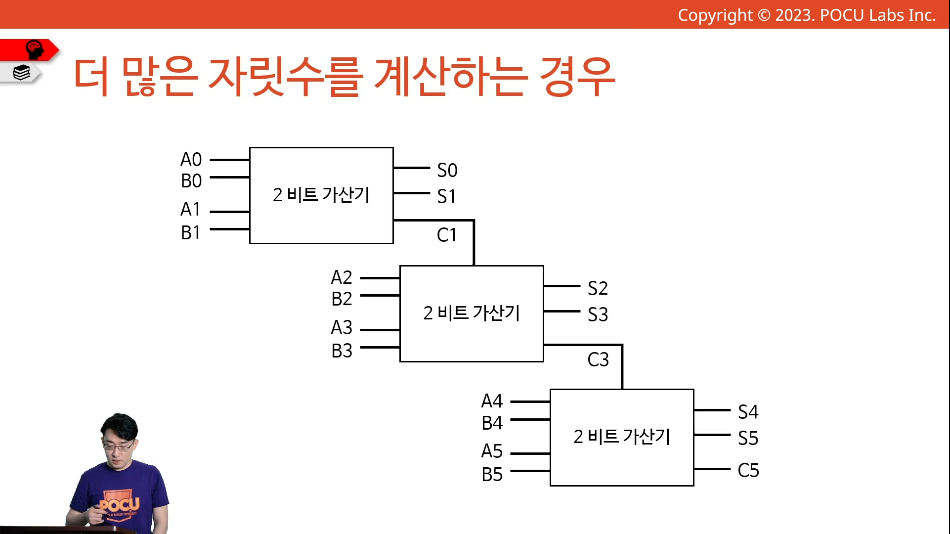 Copyright © 2023. POCU Labs Inc.
더 많은 자릿수를 계산하는 경우
A0
B0
A1
B1
2 비트 가산기
S0
S1
C1
A2
B2
A3
B3
2 비트 가산기
S2
S3
C3
A4
B4
A5
B5
2 비트 가산기
S4
S5
C5
POCU